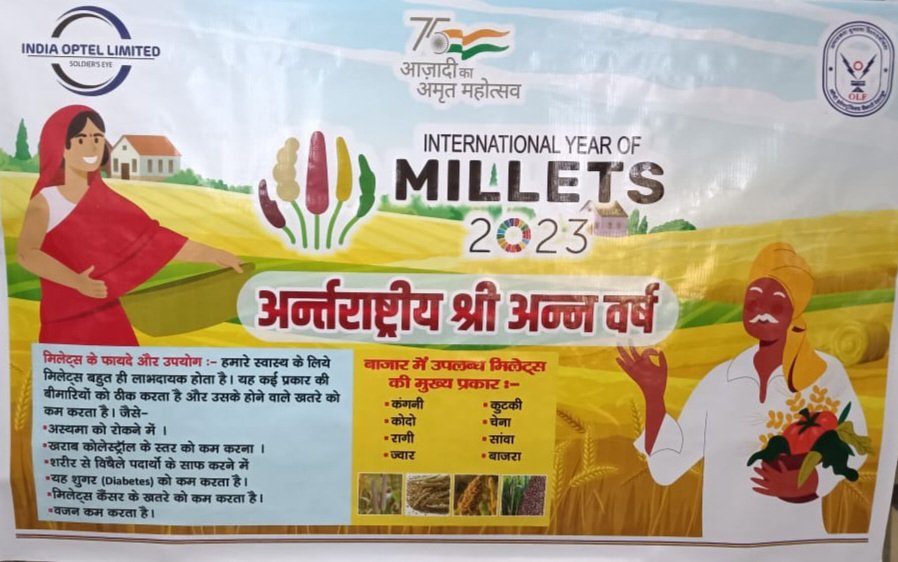 INDIA OPTEL LIMITED
SOLDIER'S EYE
75
आज़ादी का
अमृत महोत्सव
OLF
INTERNATIONAL YEAR OF
MILLETS
2023
अर्न्तराष्ट्रीय श्री अन्न वर्ष
मिलेट्स के फायदे और उपयोग :- हमारे स्वास्थ के लिये
मिलेट्स बहुत ही लाभदायक होता है। यह कई प्रकार की
बीमारियों को ठीक करता है और उसके होने वाले खतरे को
कम करता है। जैसे-
•अस्थमा को रोकने में ।
•खराब कोलेस्ट्रॉल के स्तर को कम करना ।
•शरीर से विषैले पदार्थो के साफ करने में
•यह शुगर (Diabetes) को कम करता है।
•मिलेट्स कैंसर के खतरे को कम करता है।
•वजन कम करता है।
बाजार में उपलब्ध मिलेट्स
की मुख्य प्रकार :-
•कंगनी
•कोदो
•रागी
•ज्वार
•कुटकी
•चेना
•सांवा
•बाजरा